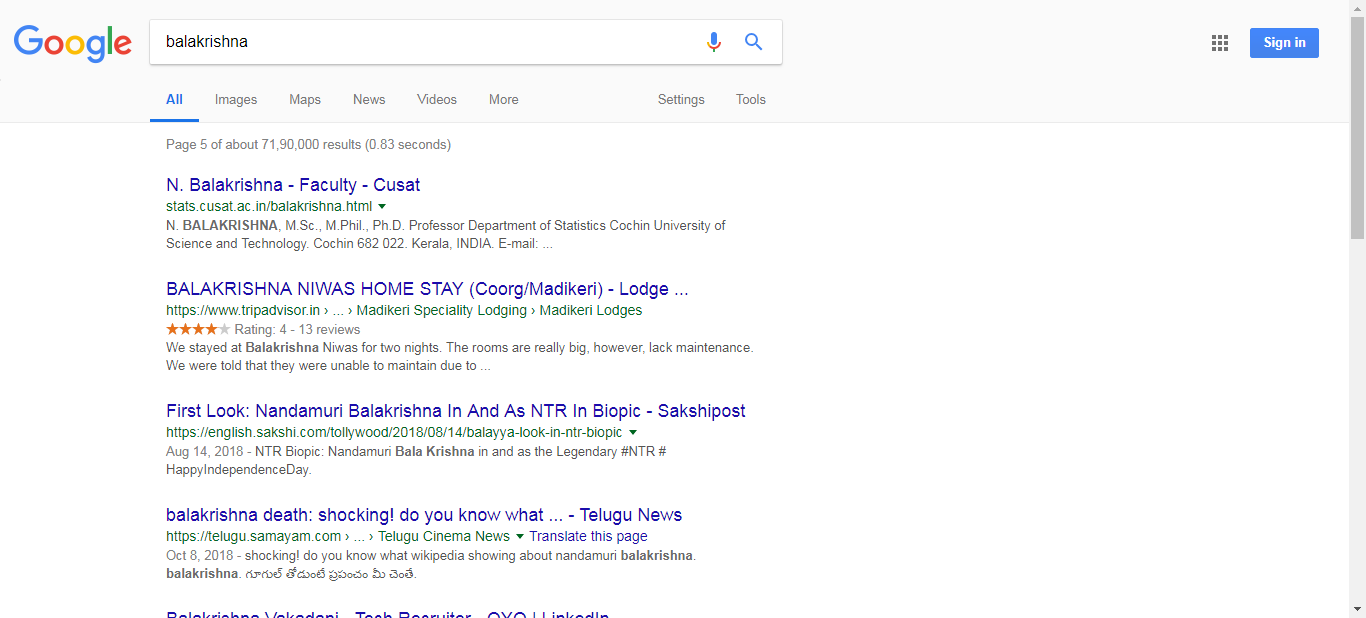 Google
balakrishna
Sign in
All Images Maps News Videos More Settings Tools
Page 5 of about 71,90,000 results (0.83 seconds)
N. Balakrishna - Faculty - Cusat
stats.cusat.ac.in/balakrishna.html
N. BALAKRISHNA, M.Sc., M.Phil., Ph.D. Professor Department of Statistics Cochin University of
Science and Technology. Cochin 682 022. Kerala, INDIA. E-mail: ...
BALAKRISHNA NIWAS HOME STAY (Coorg/Madikeri) - Lodge ...
https://www.tripadvisor.in › ... › Madikeri Speciality Lodging › Madikeri Lodges
Rating: 4 - 13 reviews
We stayed at Balakrishna Niwas for two nights. The rooms are really big, however, lack maintenance.
We were told that they were unable to maintain due to ...
First Look: Nandamuri Balakrishna In And As NTR In Biopic - Sakshipost
https://english.sakshi.com/tollywood/2018/08/14/balayya-look-in-ntr-biopic
Aug 14, 2018 - NTR Biopic: Nandamuri Bala Krishna in and as the Legendary #NTR #
HappyIndependenceDay.
balakrishna death: shocking! do you know what ... - Telugu News
https://telugu.samayam.com › ... › Telugu Cinema News Translate this page
Oct 8, 2018 - shocking! do you know what wikipedia showing about nandamuri balakrishna.
balakrishna. గూగుల్ తోడుంటే ప్రపంచం మీ చెంతే.
Balakrishna Vakadani - Tech Recruiter - OYO | LinkedIn